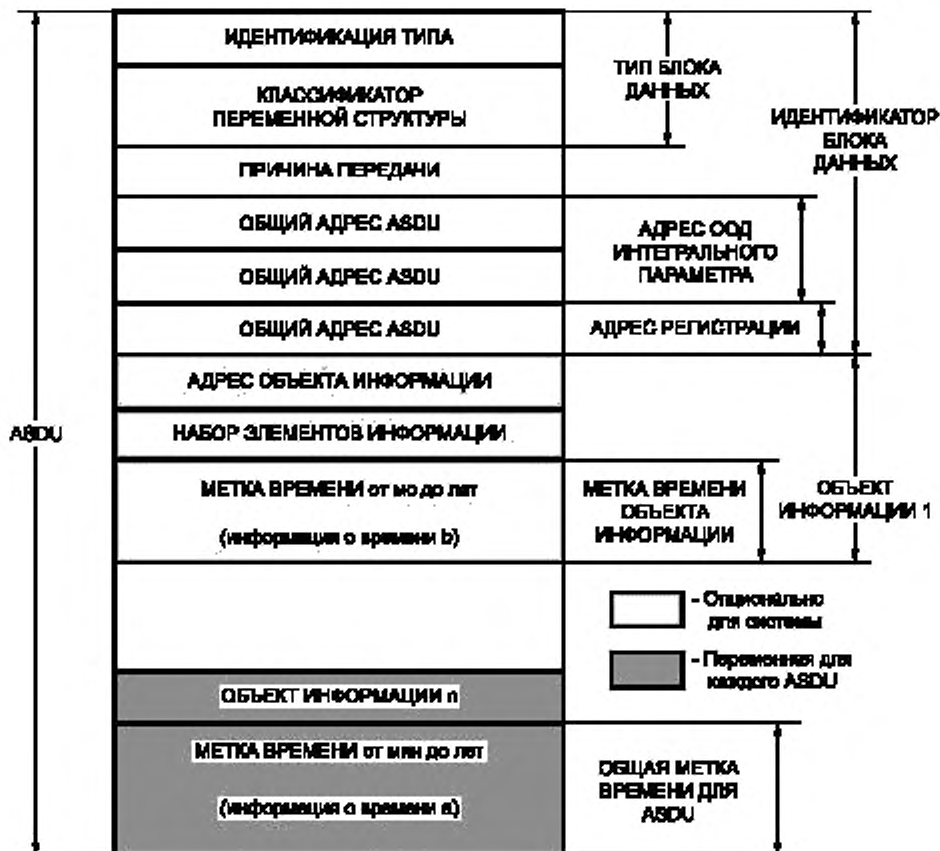 ИДЕНТИФИКАЦИЯ ТИПА
КЛАССИФИКАТОР
ПЕРЕМЕННОЙ СТРУКТУРЫ
ТИП БЛОКА
ДАННЫХ
ИДЕНТИФИКАТОР
БЛОКА
ДАННЫХ
ПРИЧИНА ПЕРЕДАЧИ
ОБЩИЙ АДРЕС ASDU
ОБЩИЙ АДРЕС ASDU
АДРЕС ООД
ИНТЕГРАЛЬНОГО
ПАРАМЕТРА
ОБЩИЙ АДРЕС ASDU
АДРЕС РЕГИСТРАЦИИ
АДРЕС ОБЪЕКТА ИНФОРМАЦИИ
ASDU
НАБОР ЭЛЕМЕНТОВ ИНФОРМАЦИИ
МЕТКА ВРЕМЕНИ от мс до лет
(информация о времени b)
МЕТКА ВРЕМЕНИ
ОБЪЕКТА
ИНФОРМАЦИИ
ОБЪЕКТ
ИНФОРМАЦИИ 1
- Опционально
для системы
- Переменная для
каждого ASDU
ОБЪЕКТ ИНФОРМАЦИИ n
МЕТКА ВРЕМЕНИ от мин до лет
(информация о времени a)
ОБЩАЯ МЕТКА
ВРЕМЕНИ ДЛЯ
ASDU